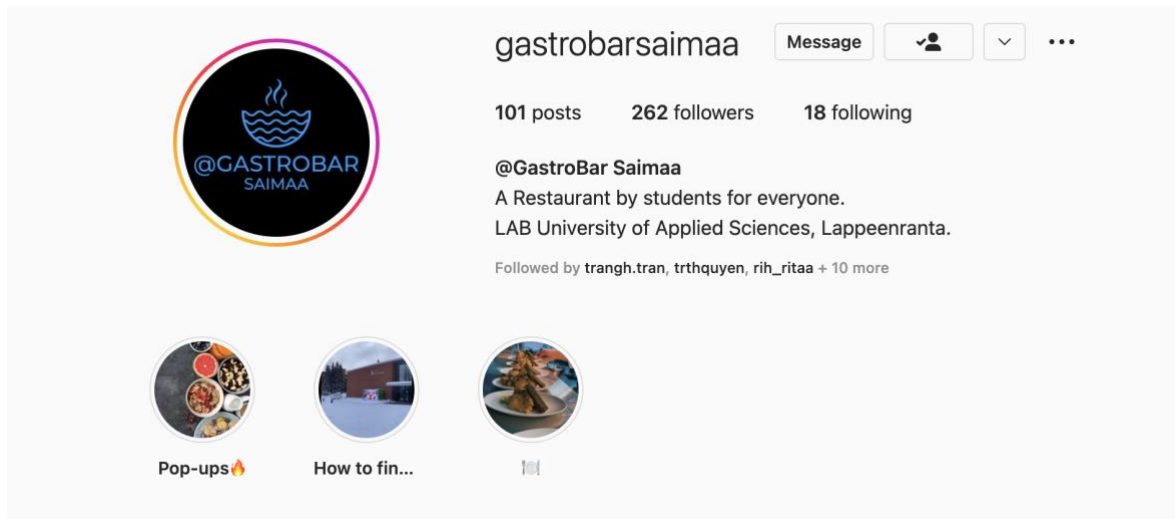 gastrobarsaimaa Message
101 posts 262 followers 18 following
@GASTROBAR
SAIMAA
@GastroBar Saimaa
A Restaurant by students for everyone.
LAB University of Applied Sciences, Lappeenranta.
Followed by trangh.tran, trthquyen, rih_ritaa + 10 more
Pop-ups🔥 How to fin... 🍽